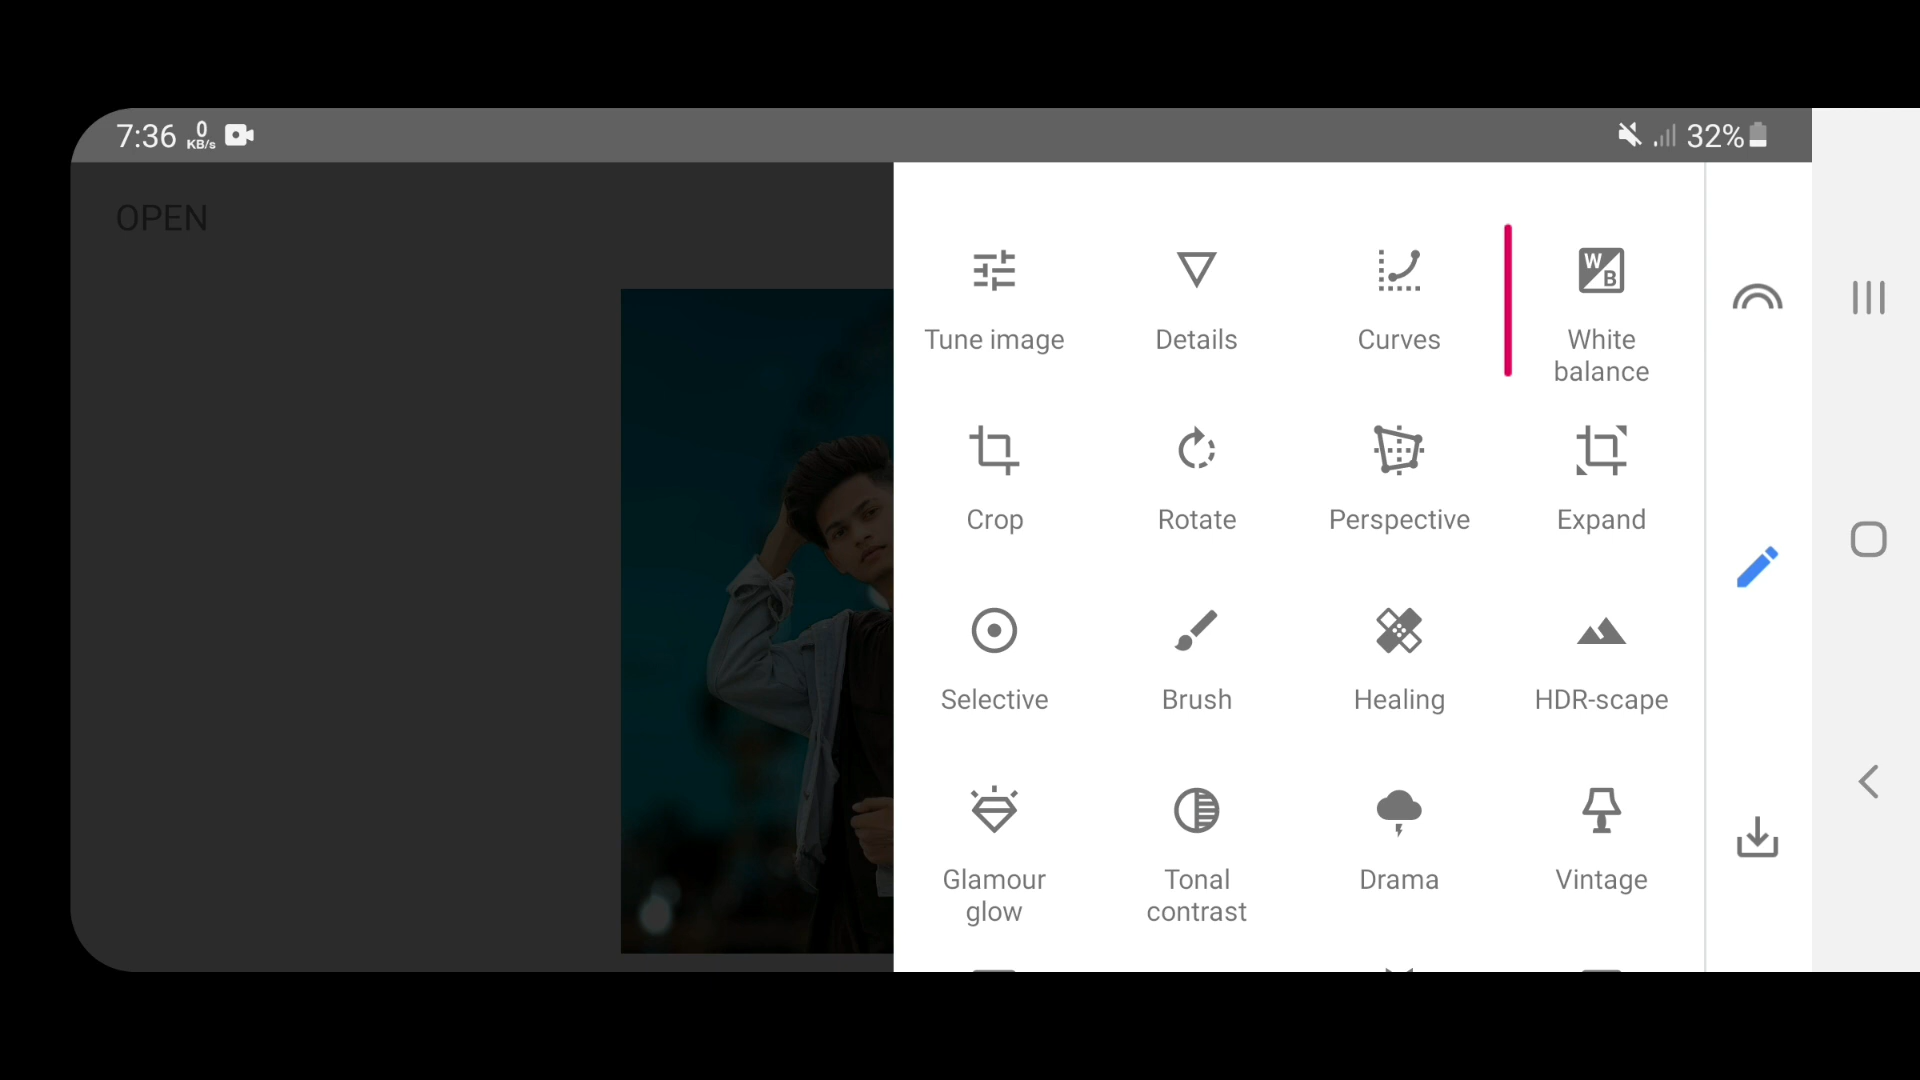 7:36 0 KB/s 32%
OPEN
Tune image Details Curves White balance
Crop Rotate Perspective Expand
Selective Brush Healing HDR-scape
Glamour glow Tonal contrast Drama Vintage